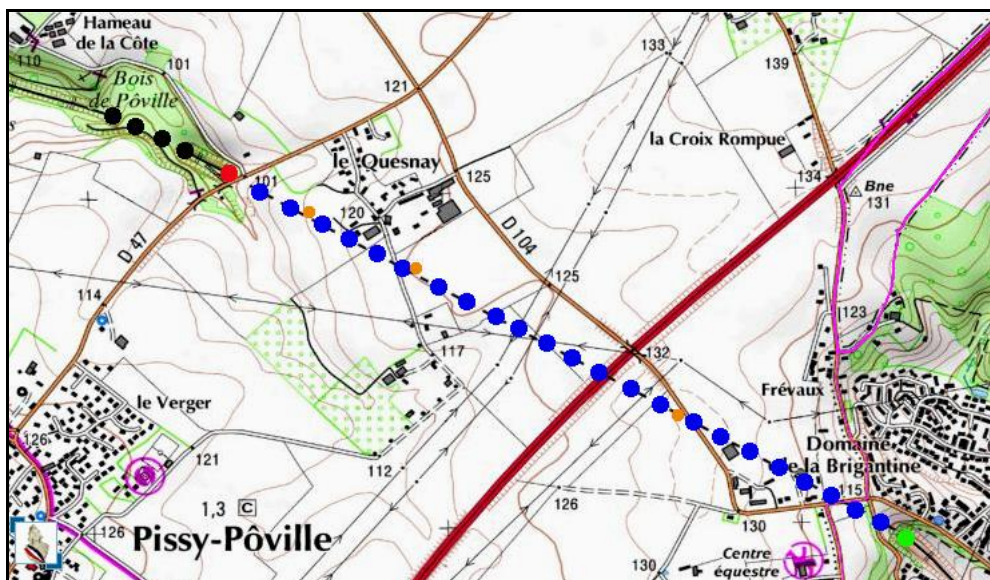 Hameau
de la Côte
110
101
Bois
de Pôville
121
133
139
la Croix Rompue
le Quesnay
125
134
Bne
131
101
120
D 47
D 104
125
114
123
117
132
Frévaux
le Verger
126
121
112
Domaine
de la Brigantine
115
1,3 C
126
126
130
Pissy-Pôville
Centre
équestre
130